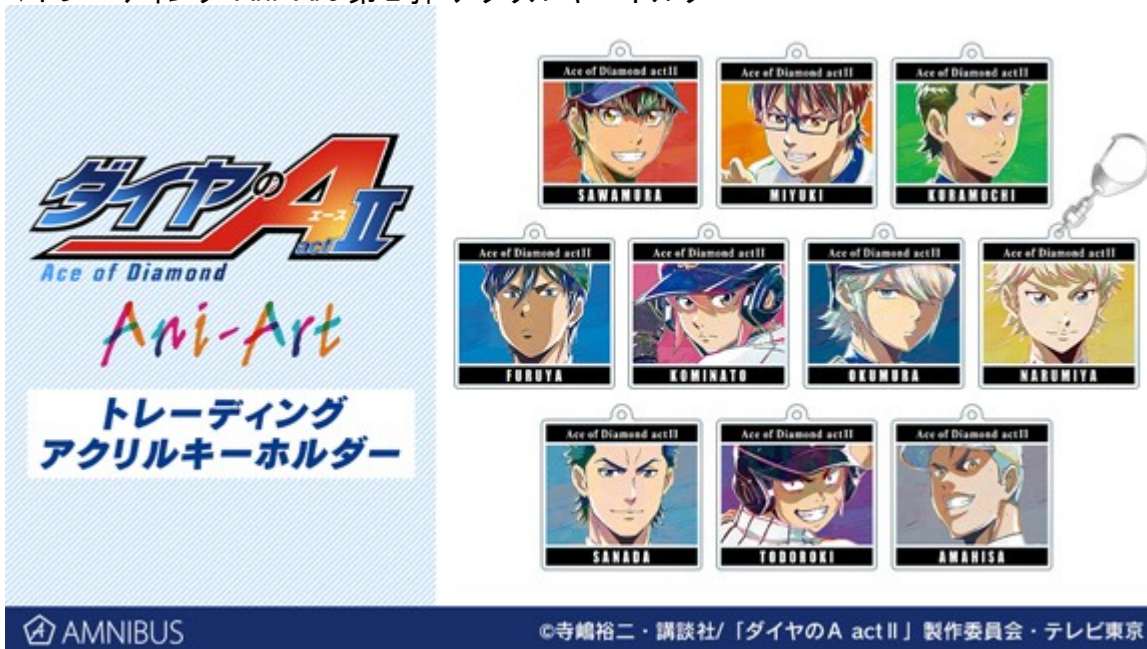 ダイヤのA
エース
actII
Ace of Diamond
Ani-Art
トレーディング
アクリルキーホルダー
Ace of Diamond actII
SAWAMURA
Ace of Diamond actII
MIYUKI
Ace of Diamond actII
KURAMOCHI
Ace of Diamond actII
FURUYA
Ace of Diamond actII
KOMINATO
Ace of Diamond actII
OKUMURA
Ace of Diamond actII
NARUMIYA
Ace of Diamond actII
SANADA
Ace of Diamond actII
TODOROKI
Ace of Diamond actII
AMAHISA
AMNIBUS
©寺嶋裕二・講談社/「ダイヤのA actⅡ」製作委員会・テレビ東京